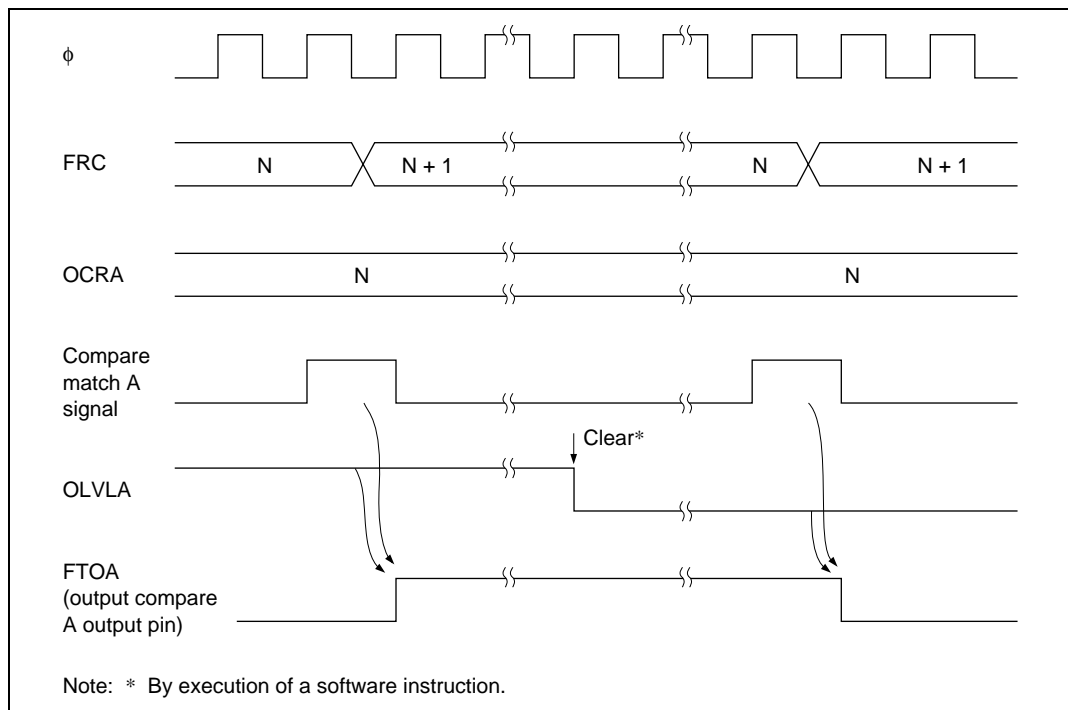 ϕ
FRC
N
N + 1
N
N + 1
OCRA
N
N
Compare
match A
signal
Clear*
OLVLA
FTOA
(output compare
A output pin)
Note: * By execution of a software instruction.